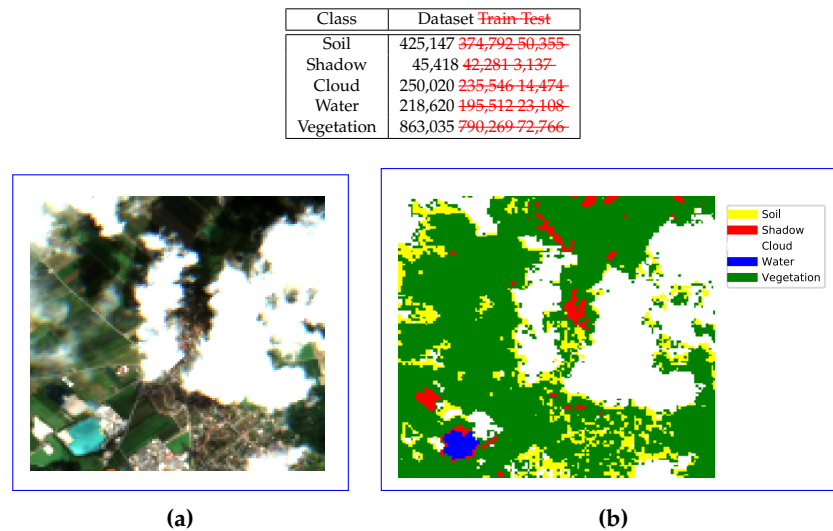 Class Dataset Train Test
Soil 425,147 374,792 50,355
Shadow 45,418 42,281 3,137
Cloud 250,020 235,546 14,474
Water 218,620 195,512 23,108
Vegetation 863,035 790,269 72,766
Soil
Shadow
Cloud
Water
Vegetation
(a)
(b)